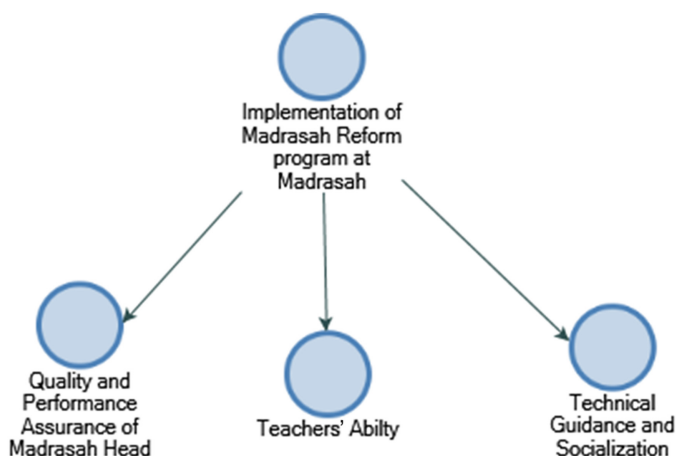 Implementation of
Madrasah Reform
program at
Madrasah
Quality and
Performance
Assurance of
Madrasah Head
Teachers' Abilty
Technical
Guidance and
Socialization